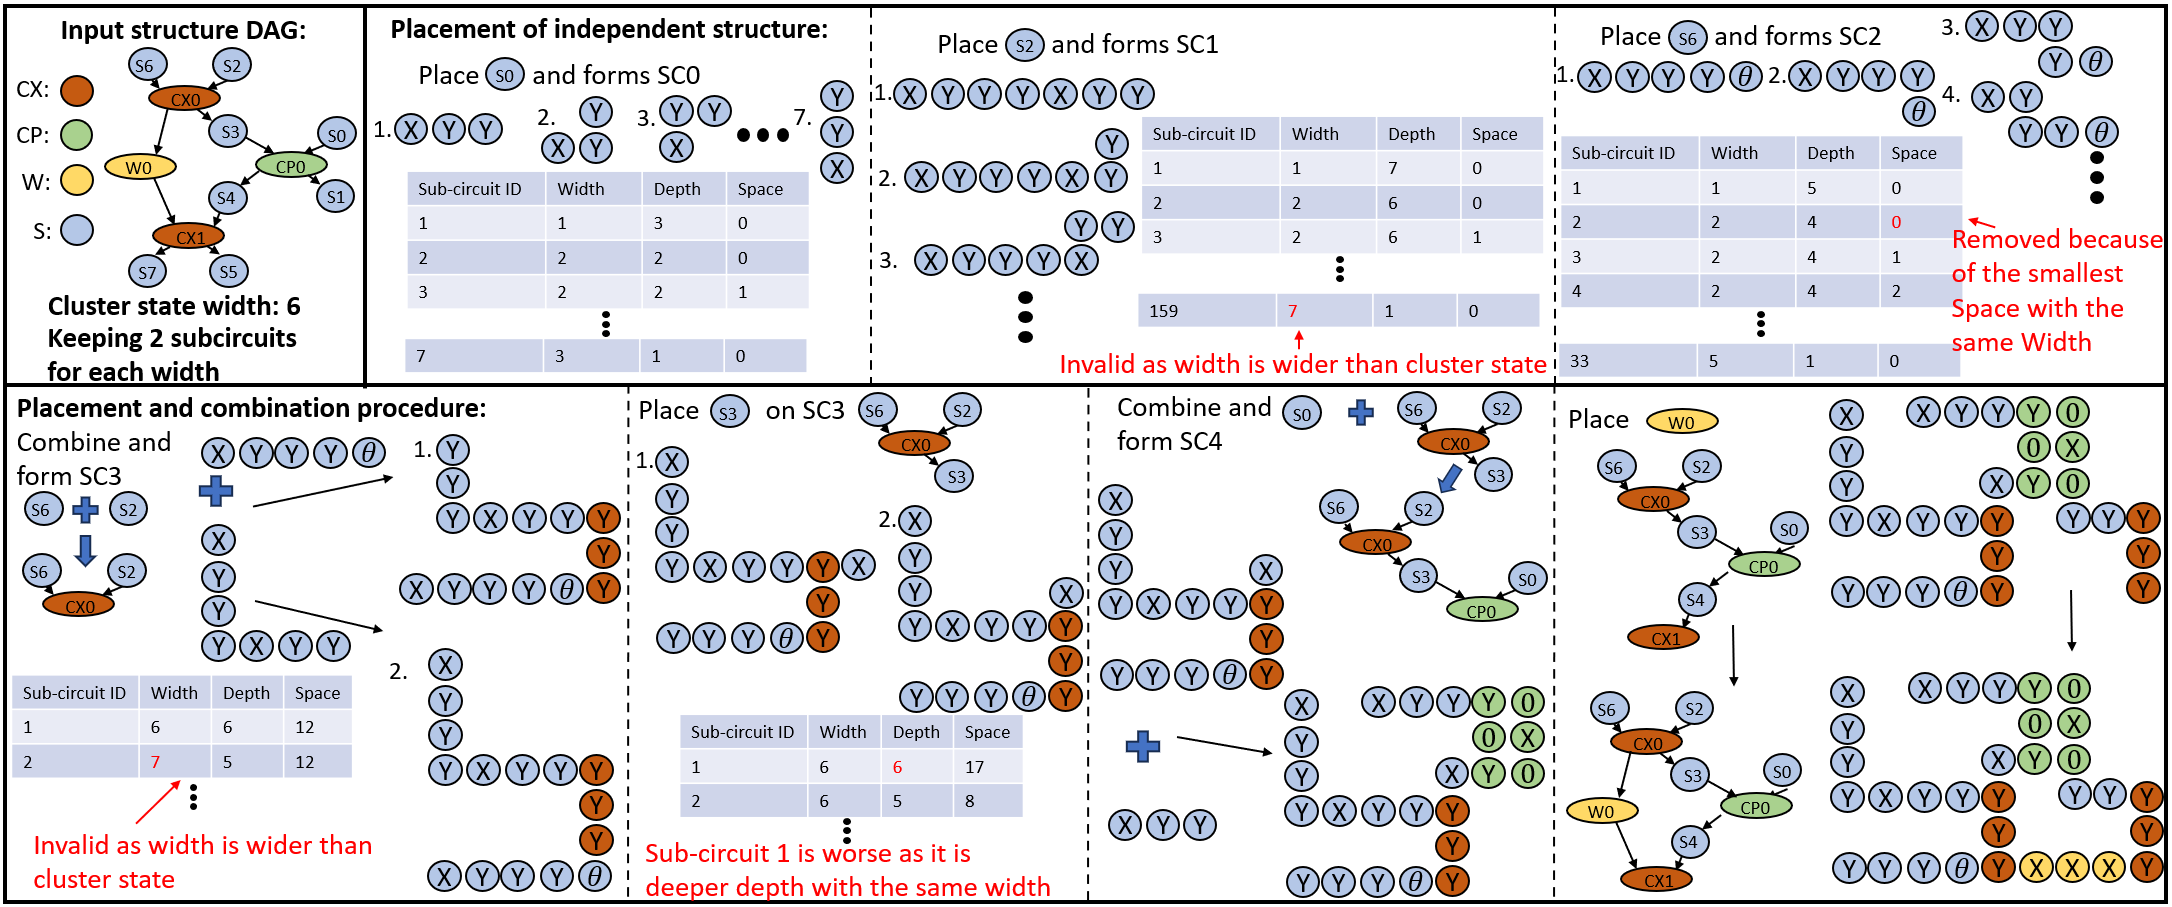 Input structure DAG:
CX:
CP:
W:
S:
S6
S2
CX0
S3
S0
W0
CP0
S4
S1
CX1
S7
S5
Cluster state width: 6
Keeping 2 subcircuits
for each width
Placement of independent structure:
Place S0 and forms SC0
1. X Y Y
2. Y
X Y
3. Y Y
X
7. Y
Y
X
Sub-circuit ID Width Depth Space
1 1 3 0
2 2 2 0
3 2 2 1
7 3 1 0
Place S2 and forms SC1
1. X Y Y Y X Y Y
Y
2. X Y Y Y X Y
Y Y
3. X Y Y Y X
Sub-circuit ID Width Depth Space
1 1 7 0
2 2 6 0
3 2 6 1
159 7 1 0
Invalid as width is wider than cluster state
Place S6 and forms SC2
1. X Y Y Y θ
2. X Y Y Y
θ
3. X Y Y
Y θ
4. X Y
Y Y θ
Sub-circuit ID Width Depth Space
1 1 5 0
2 2 4 0
3 2 4 1
4 2 4 2
33 5 1 0
Removed because
of the smallest
Space with the
same Width
Placement and combination procedure:
Combine and
form SC3
S6 S2
S6 S2
CX0
X Y Y Y θ
X
Y
Y
Y X Y Y
1. Y
Y
Y X Y Y Y
Y
X Y Y Y θ Y
2. X
Y
Y
Y X Y Y Y
Y
Y
X Y Y Y θ
Sub-circuit ID Width Depth Space
1 6 6 12
2 7 5 12
Invalid as width is wider than
cluster state
Place S3 on SC3
S6 S2
CX0
S3
1. X
Y
Y
Y X Y Y Y X
Y
Y Y Y θ Y
2. X
Y
Y X
Y X Y Y Y
Y
Y Y Y θ Y
Sub-circuit ID Width Depth Space
1 6 6 17
2 6 5 8
Sub-circuit 1 is worse as it is
deeper depth with the same width
Combine and
form SC4
S0
S6 S2
CX0
S3
S6 S2
CX0
S3 S0
CP0
X
Y
Y X
Y X Y Y Y
Y
Y Y Y θ Y
X Y Y
X X Y Y Y 0
Y 0 X
Y X Y 0
Y X Y Y Y
Y
Y Y Y θ Y
Place W0
S6 S2
CX0
S3 S0
CP0
S4
CX1
S6 S2
CX0
S3 S0
W0 CP0
S4
CX1
X X Y Y Y 0
Y 0 X
Y X Y 0
Y X Y Y Y Y Y Y
Y Y
Y Y Y θ Y Y
X X Y Y Y 0
Y 0 X
Y X Y 0
Y X Y Y Y Y Y Y
Y Y
Y Y Y θ Y X X X Y